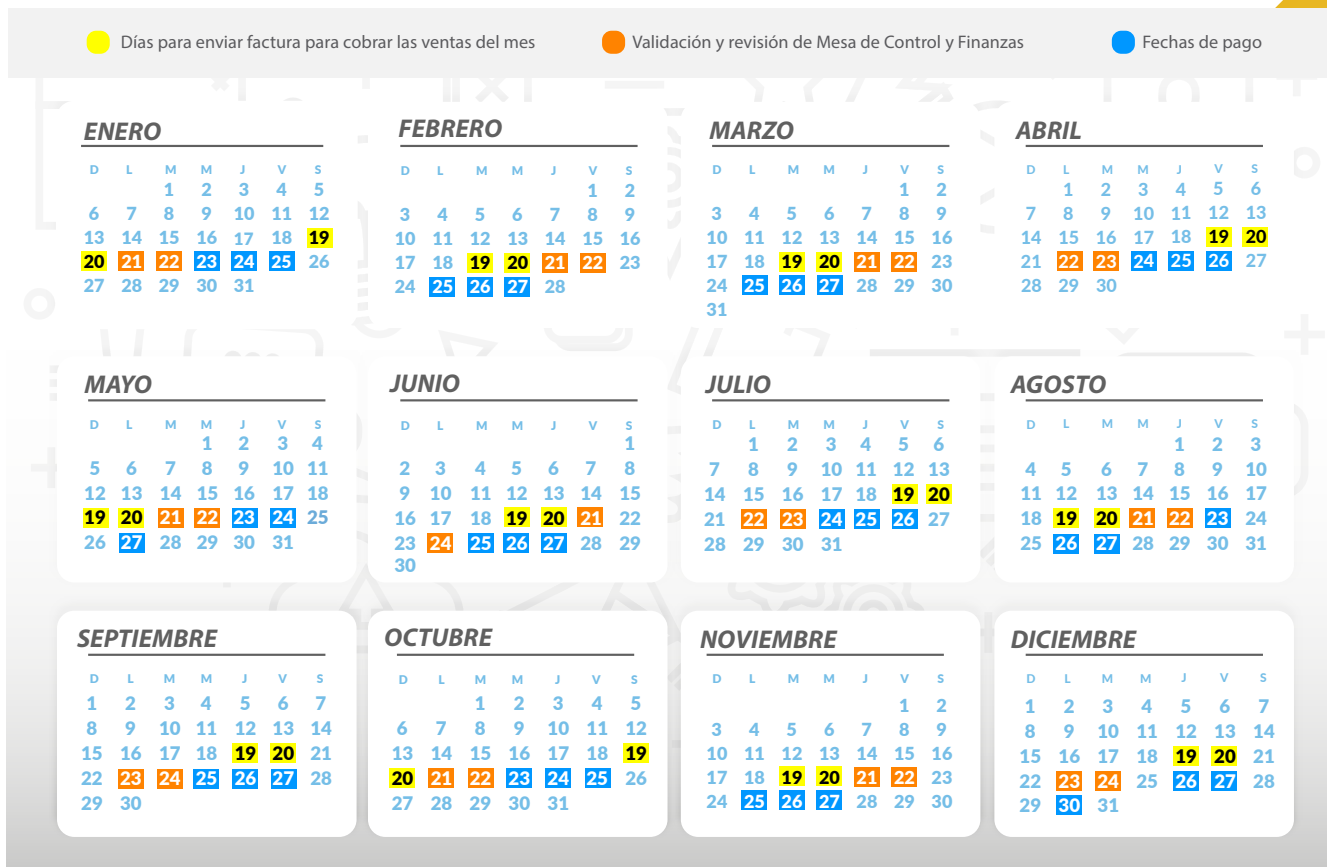 Días para enviar factura para cobrar las ventas del mes
Validación y revisión de Mesa de Control y Finanzas
Fechas de pago
ENERO
D L M M J V S
1 2 3 4 5
6 7 8 9 10 11 12
13 14 15 16 17 18 19
20 21 22 23 24 25 26
27 28 29 30 31
FEBRERO
D L M M J V S
1 2
3 4 5 6 7 8 9
10 11 12 13 14 15 16
17 18 19 20 21 22 23
24 25 26 27 28
MARZO
D L M M J V S
1 2
3 4 5 6 7 8 9
10 11 12 13 14 15 16
17 18 19 20 21 22 23
24 25 26 27 28 29 30
31
ABRIL
D L M M J V S
1 2 3 4 5 6
7 8 9 10 11 12 13
14 15 16 17 18 19 20
21 22 23 24 25 26 27
28 29 30
MAYO
D L M M J V S
1 2 3 4
5 6 7 8 9 10 11
12 13 14 15 16 17 18
19 20 21 22 23 24 25
26 27 28 29 30 31
JUNIO
D L M M J V S
1
2 3 4 5 6 7 8
9 10 11 12 13 14 15
16 17 18 19 20 21 22
23 24 25 26 27 28 29
30
JULIO
D L M M J V S
1 2 3 4 5 6
7 8 9 10 11 12 13
14 15 16 17 18 19 20
21 22 23 24 25 26 27
28 29 30 31
AGOSTO
D L M M J V S
1 2 3
4 5 6 7 8 9 10
11 12 13 14 15 16 17
18 19 20 21 22 23 24
25 26 27 28 29 30 31
SEPTIEMBRE
D L M M J V S
1 2 3 4 5 6 7
8 9 10 11 12 13 14
15 16 17 18 19 20 21
22 23 24 25 26 27 28
29 30
OCTUBRE
D L M M J V S
1 2 3 4 5
6 7 8 9 10 11 12
13 14 15 16 17 18 19
20 21 22 23 24 25 26
27 28 29 30 31
NOVIEMBRE
D L M M J V S
1 2
3 4 5 6 7 8 9
10 11 12 13 14 15 16
17 18 19 20 21 22 23
24 25 26 27 28 29 30
DICIEMBRE
D L M M J V S
1 2 3 4 5 6 7
8 9 10 11 12 13 14
15 16 17 18 19 20 21
22 23 24 25 26 27 28
29 30 31